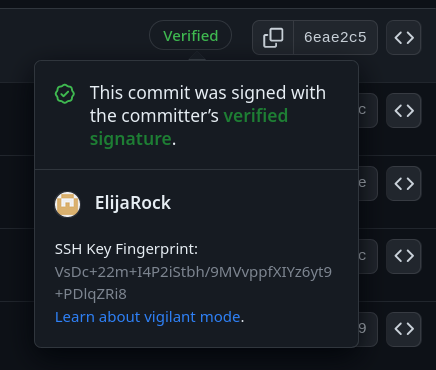 Verified
6eae2c5
This commit was signed with
the committer's verified
signature.
c
ElijaRock
e
SSH Key Fingerprint:
VsDc+22m+I4P2iStbh/9MVvppfXIYz6yt9
+PDlqZRi8
c
Learn about vigilant mode.
9